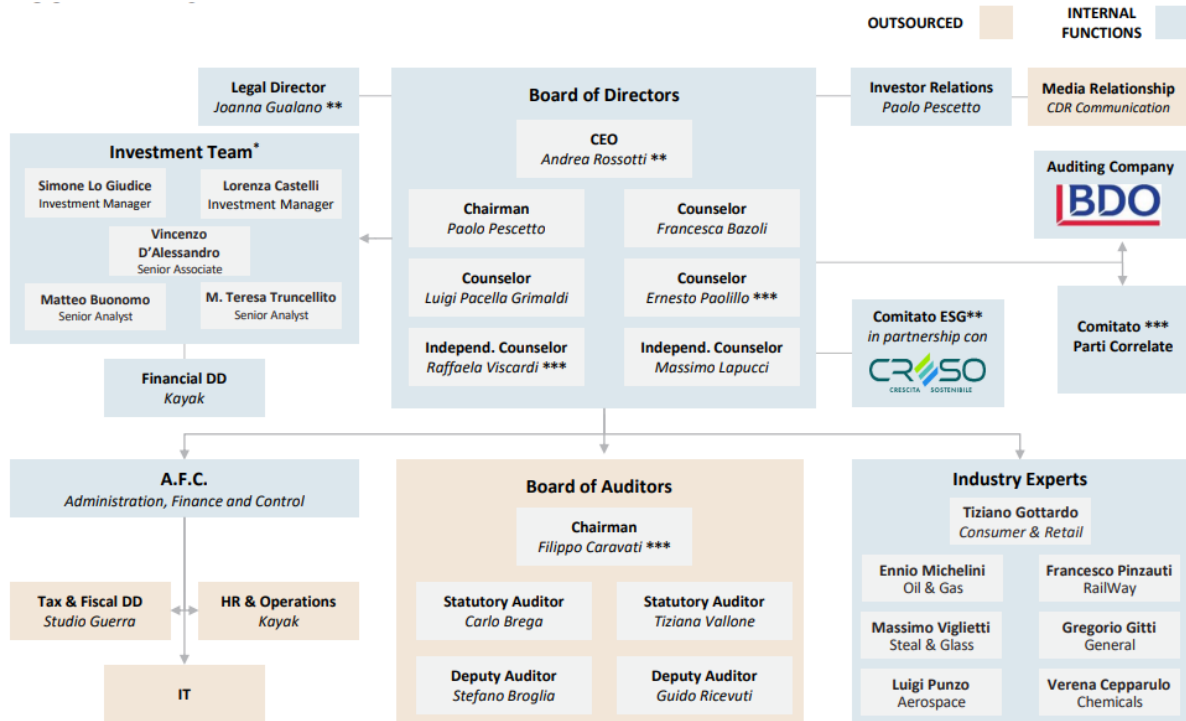 OUTSOURCED
INTERNAL
FUNCTIONS
Legal Director
Joanna Gualano **
Board of Directors
Investor Relations
Paolo Pescetto
Media Relationship
CDR Communication
CEO
Andrea Rossotti **
Investment Team*
Simone Lo Giudice
Investment Manager
Lorenza Castelli
Investment Manager
Vincenzo
D'Alessandro
Senior Associate
Matteo Buonomo
Senior Analyst
M. Teresa Truncellito
Senior Analyst
Chairman
Paolo Pescetto
Counselor
Francesca Bazoli
Counselor
Luigi Pacella Grimaldi
Counselor
Ernesto Paolillo ***
Independ. Counselor
Raffaela Viscardi ***
Independ. Counselor
Massimo Lapucci
Auditing Company
BDO
Comitato ESG**
in partnership con
CRESO
CRESCITA SOSTENIBILE
Comitato ***
Parti Correlate
Financial DD
Kayak
A.F.C.
Administration, Finance and Control
Tax & Fiscal DD
Studio Guerra
HR & Operations
Kayak
IT
Board of Auditors
Chairman
Filippo Caravati ***
Statutory Auditor
Carlo Brega
Statutory Auditor
Tiziana Vallone
Deputy Auditor
Stefano Broglia
Deputy Auditor
Guido Ricevuti
Industry Experts
Tiziano Gottardo
Consumer & Retail
Ennio Michelini
Oil & Gas
Francesco Pinzauti
RailWay
Massimo Viglietti
Steal & Glass
Gregorio Gitti
General
Luigi Punzo
Aerospace
Verena Cepparulo
Chemicals